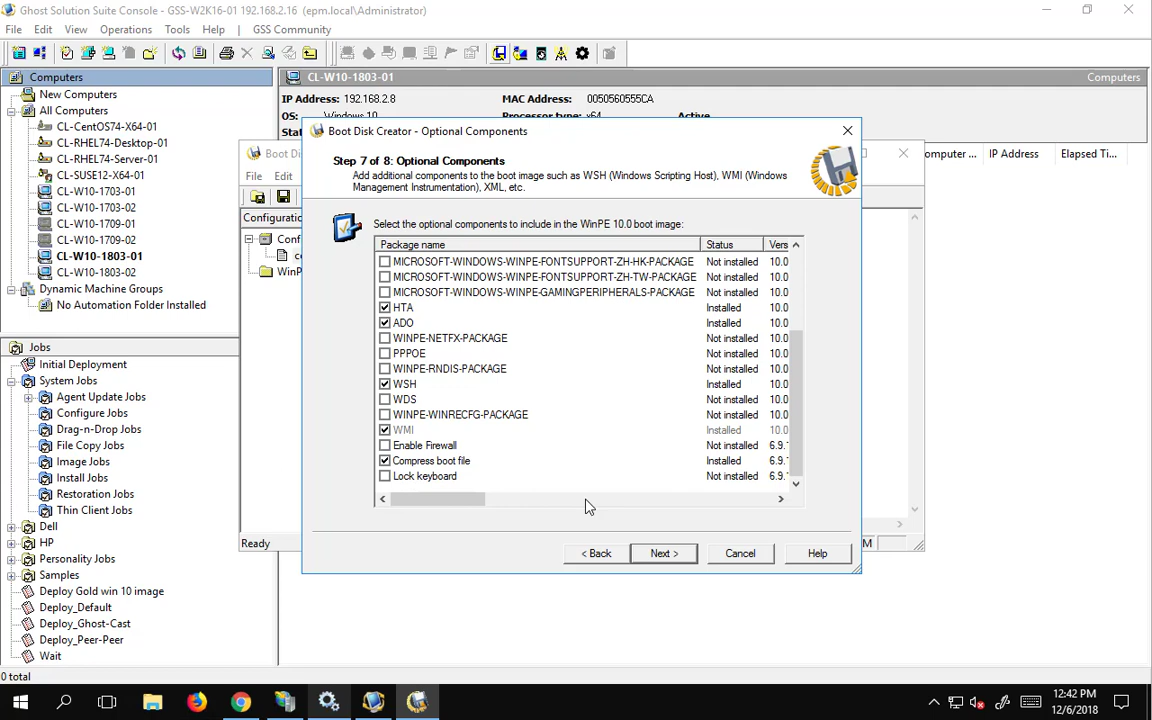 Ghost Solution Suite Console - GSS-W2K16-01 192.168.2.16 (epm.local\Administrator)
File Edit View Operations Tools Help GSS Community
Computers
New Computers
All Computers
CL-CentOS74-X64-01
CL-RHEL74-Desktop-01
CL-RHEL74-Server-01
CL-SUSE12-X64-01
CL-W10-1703-01
CL-W10-1703-02
CL-W10-1709-01
CL-W10-1709-02
CL-W10-1803-01
CL-W10-1803-02
Dynamic Machine Groups
No Automation Folder Installed
Jobs
Initial Deployment
System Jobs
Agent Update Jobs
Configure Jobs
Drag-n-Drop Jobs
File Copy Jobs
Image Jobs
Install Jobs
Restoration Jobs
Thin Client Jobs
Dell
HP
Personality Jobs
Samples
Deploy Gold win 10 image
Deploy_Default
Deploy_Ghost-Cast
Deploy_Peer-Peer
Wait
0 total
CL-W10-1803-01 Computers
IP Address: 192.168.2.8 MAC Address: 0050560555CA
OS: Windows 10 Processor type: x64 Active
Stat
omputer ... IP Address Elapsed Ti...
Boot Di
File Edit
Configuratio
Conf
co
WinP
Ready
M
Boot Disk Creator - Optional Components
Step 7 of 8: Optional Components
Add additional components to the boot image such as WSH (Windows Scripting Host), WMI (Windows
Management Instrumentation), XML, etc.
Select the optional components to include in the WinPE 10.0 boot image:
Package name Status Vers
MICROSOFT-WINDOWS-WINPE-FONTSUPPORT-ZH-HK-PACKAGE Not installed 10.0
MICROSOFT-WINDOWS-WINPE-FONTSUPPORT-ZH-TW-PACKAGE Not installed 10.0
MICROSOFT-WINDOWS-WINPE-GAMINGPERIPHERALS-PACKAGE Not installed 10.0
HTA Installed 10.0
ADO Installed 10.0
WINPE-NETFX-PACKAGE Not installed 10.0
PPPOE Not installed 10.0
WINPE-RNDIS-PACKAGE Not installed 10.0
WSH Installed 10.0
WDS Not installed 10.0
WINPE-WINRECFG-PACKAGE Not installed 10.0
WMI Installed 10.0
Enable Firewall Not installed 6.9.
Compress boot file Installed 6.9.
Lock keyboard Not installed 6.9.
< Back Next > Cancel Help
12:42 PM
12/6/2018